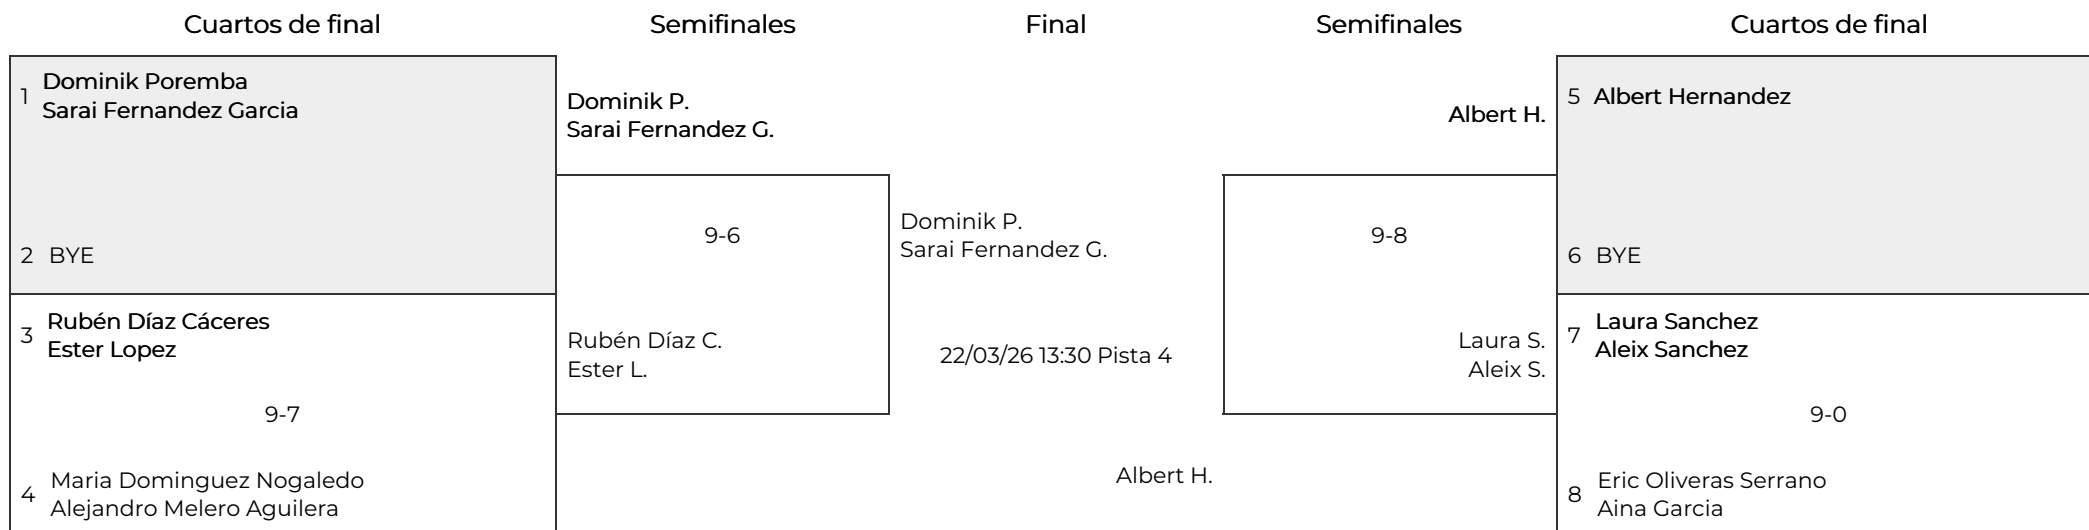 Cuartos de final
Semifinales
Final
Semifinales
Cuartos de final
1
Dominik Poremba
Sarai Fernandez Garcia
2 BYE
3
Rubén Díaz Cáceres
Ester Lopez
9-7
4
Maria Dominguez Nogaledo
Alejandro Melero Aguilera
Dominik P.
Sarai Fernandez G.
9-6
Rubén Díaz C.
Ester L.
Dominik P.
Sarai Fernandez G.
22/03/26 13:30 Pista 4
Albert H.
Albert H.
9-8
Laura S.
Aleix S.
5 Albert Hernandez
6 BYE
7
Laura Sanchez
Aleix Sanchez
9-0
8
Eric Oliveras Serrano
Aina Garcia